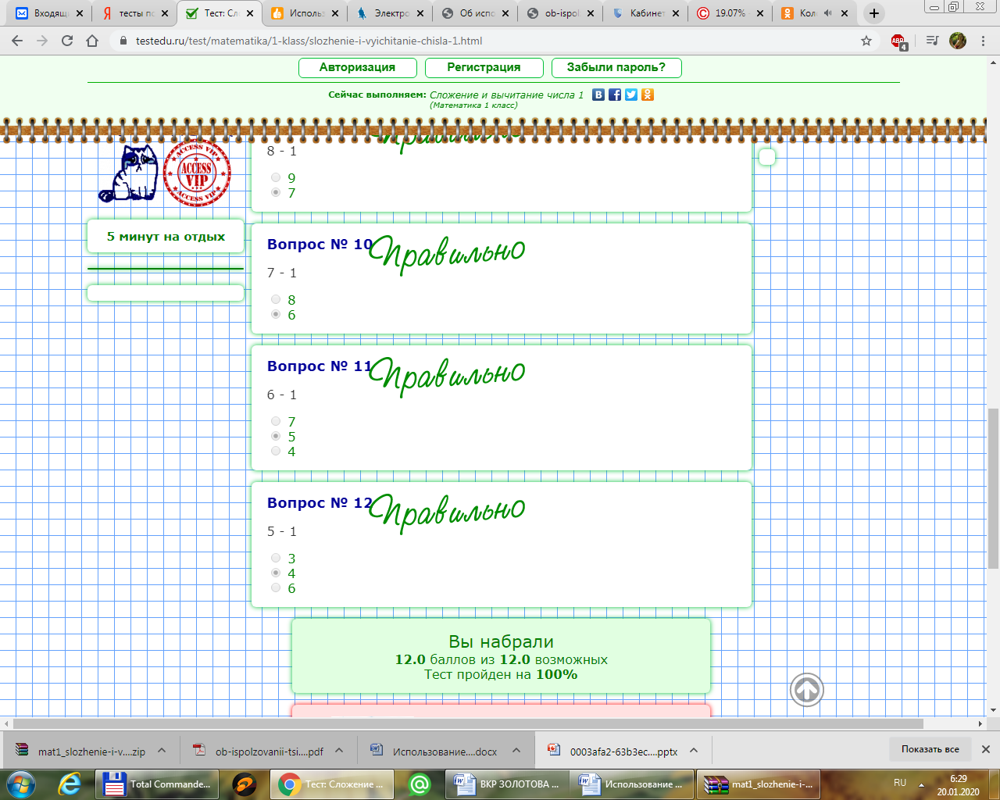 Входящи
тесты по
Тест: Сл
Использ
Электро
Об испо
ob-ispol
Кабинет
19.07%
Кол
testedu.ru/test/matematika/1-klass/slozhenie-i-vyichitanie-chisla-1.html
ABP
4
Авторизация
Регистрация
Забыли пароль?
Сейчас выполняем: Сложение и вычитание числа 1
(Математика 1 класс)
ACCESS VIP
ACCESS
VIP
ACCESS VIP
5 минут на отдых
8 - 1
9
7
Вопрос № 10
Правильно
7 - 1
8
6
Вопрос № 11
Правильно
6 - 1
7
5
4
Вопрос № 12
Правильно
5 - 1
3
4
6
Вы набрали
12.0 баллов из 12.0 возможных
Тест пройден на 100%
mat1_slozhenie-i-v....zip
ob-ispolzovanii-tsi....pdf
Использование....docx
0003afa2-63b3ec....pptx
Показать все
Total Commande...
Тест: Сложение ...
ВКР ЗОЛОТОВА ...
Использование ...
mat1_slozhenie-i-...
RU
6:29
20.01.2020